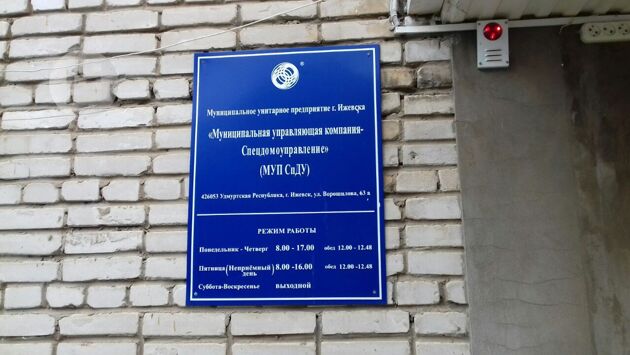 ®
Муниципальное унитарное предприятие г. Ижевска
«Муниципальная управляющая компания-
Спецдомоуправление»
(МУП СпДУ)
426053 Удмуртская Республика, г. Ижевск, ул. Ворошилова, 63 а
РЕЖИМ РАБОТЫ
Понедельник - Четверг 8.00 - 17.00 обед 12.00 - 12.48
Пятница (Неприёмный день) 8.00 -16.00 обед 12.00 -12.48
Суббота-Воскресенье ВЫХОДНОЙ